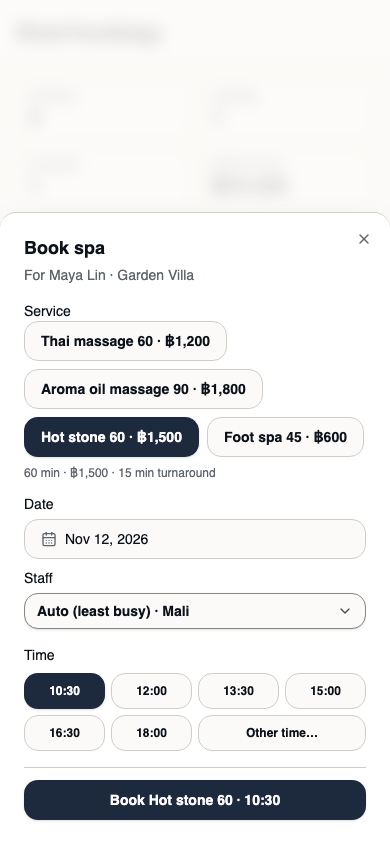 Book spa
For Maya Lin · Garden Villa
Service
Thai massage 60 · ฿1,200
Aroma oil massage 90 · ฿1,800
Hot stone 60 · ฿1,500
Foot spa 45 · ฿600
60 min · ฿1,500 · 15 min turnaround
Date
Nov 12, 2026
Staff
Auto (least busy) · Mali
Time
10:30
12:00
13:30
15:00
16:30
18:00
Other time…
Book Hot stone 60 · 10:30